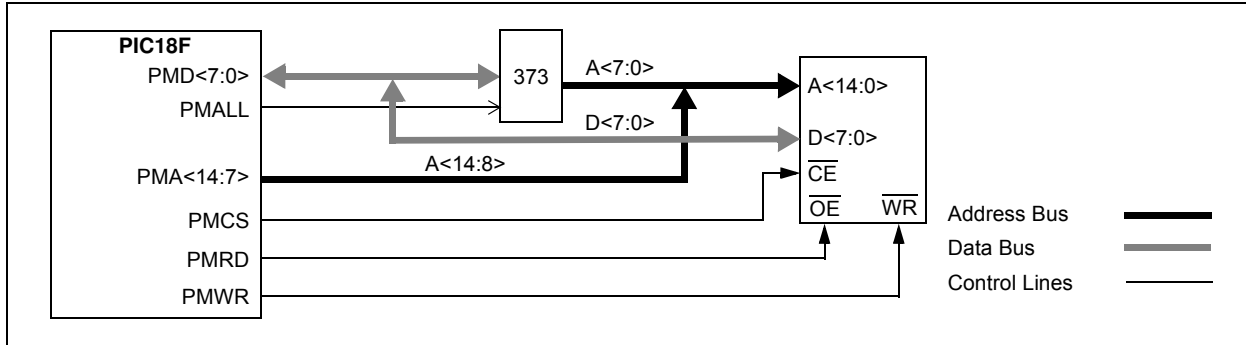 PIC18F
PMD<7:0>
PMALL
PMA<14:7>
PMCS
PMRD
PMWR
373
A<7:0>
D<7:0>
A<14:8>
A<14:0>
D<7:0>
CE
OE WR
Address Bus
Data Bus
Control Lines